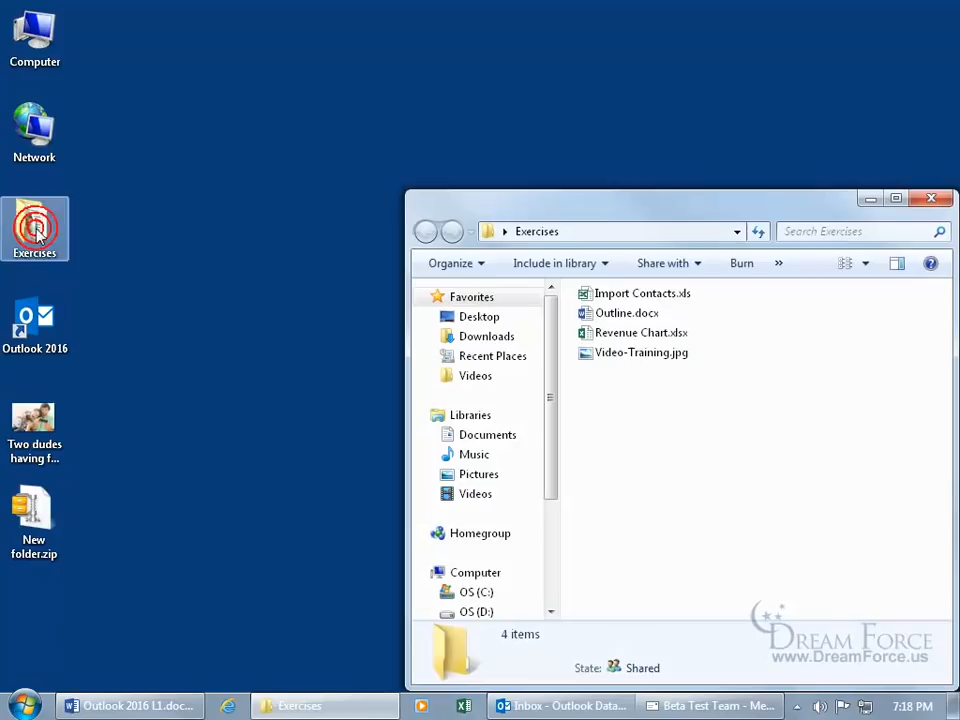 Computer
Network
Exercises
Outlook 2016
Two dudes
having f...
New
folder.zip
Exercises
Search Exercises
Organize
Include in library
Share with
Burn
»
Favorites
Desktop
Downloads
Recent Places
Videos
Libraries
Documents
Music
Pictures
Videos
Homegroup
Computer
OS (C:)
OS (D:)
Import Contacts.xls
Outline.docx
Revenue Chart.xlsx
Video-Training.jpg
4 items
State: Shared
DREAM FORCE
www.DreamForce.us
Outlook 2016 L1.doc...
Exercises
Inbox - Outlook Data...
Beta Test Team - Me...
7:18 PM